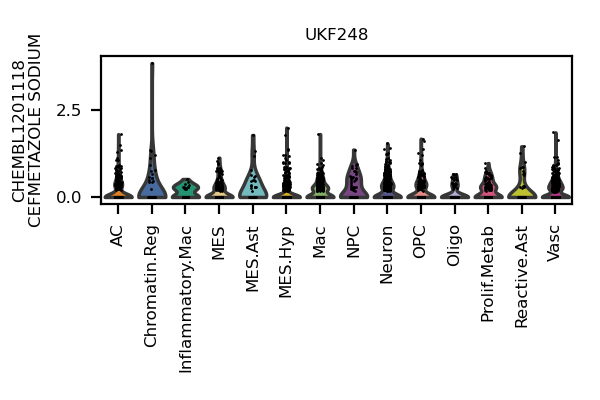 UKF248
CHEMBL1201118
CEFMETAZOLE SODIUM
2.5
0.0
AC
Chromatin.Reg
Inflammatory.Mac
MES
MES.Ast
MES.Hyp
Mac
NPC
Neuron
OPC
Oligo
Prolif.Metab
Reactive.Ast
Vasc